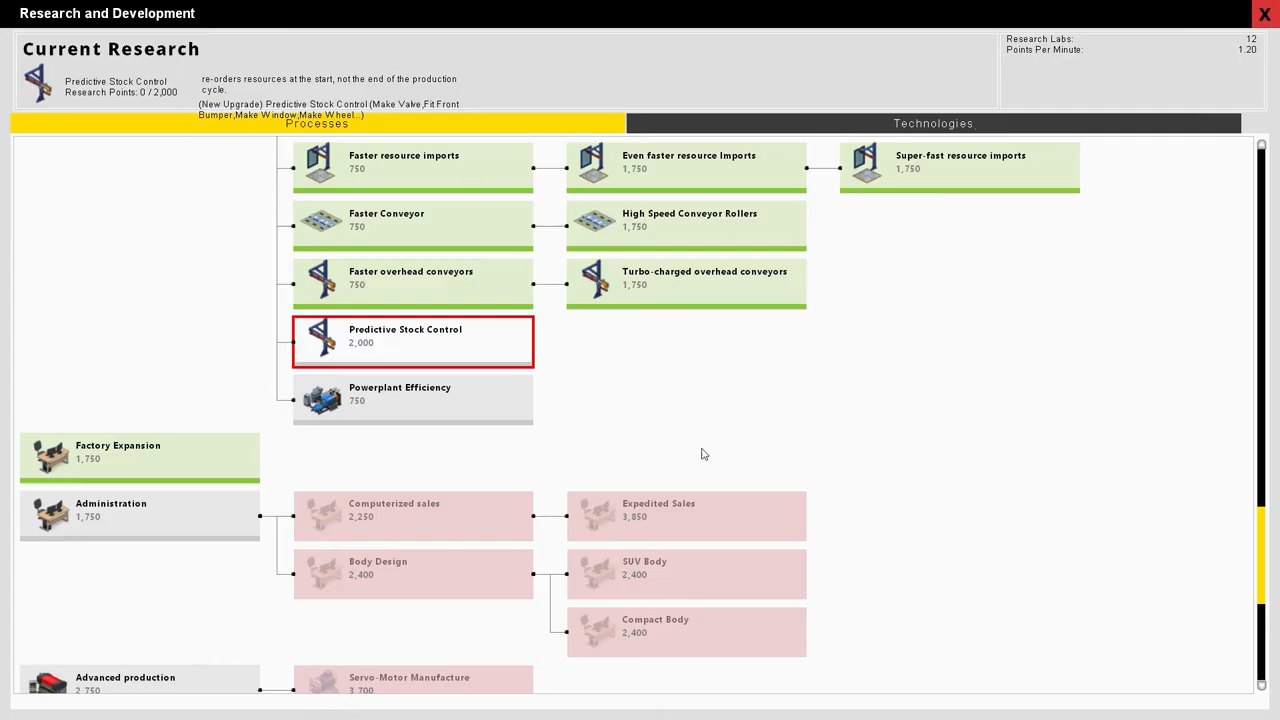 Research and Development
X
Current Research
Predictive Stock Control
Research Points: 0 / 2,000
re-orders resources at the start, not the end of the production
cycle.
(New Upgrade) Predictive Stock Control (Make Valve,Fit Front
Bumper,Make Window,Make Wheel...)
Research Labs: 12
Points Per Minute: 1.20
Processes
Technologies
Faster resource imports
750
Even faster resource Imports
1,750
Super-fast resource imports
1,750
Faster Conveyor
750
High Speed Conveyor Rollers
1,750
Faster overhead conveyors
750
Turbo-charged overhead conveyors
1,750
Predictive Stock Control
2,000
Powerplant Efficiency
750
Factory Expansion
1,750
Administration
1,750
Computerized sales
2,250
Expedited Sales
3,850
Body Design
2,400
SUV Body
2,400
Compact Body
2,400
Advanced production
2,750
Servo-Motor Manufacture
3,700